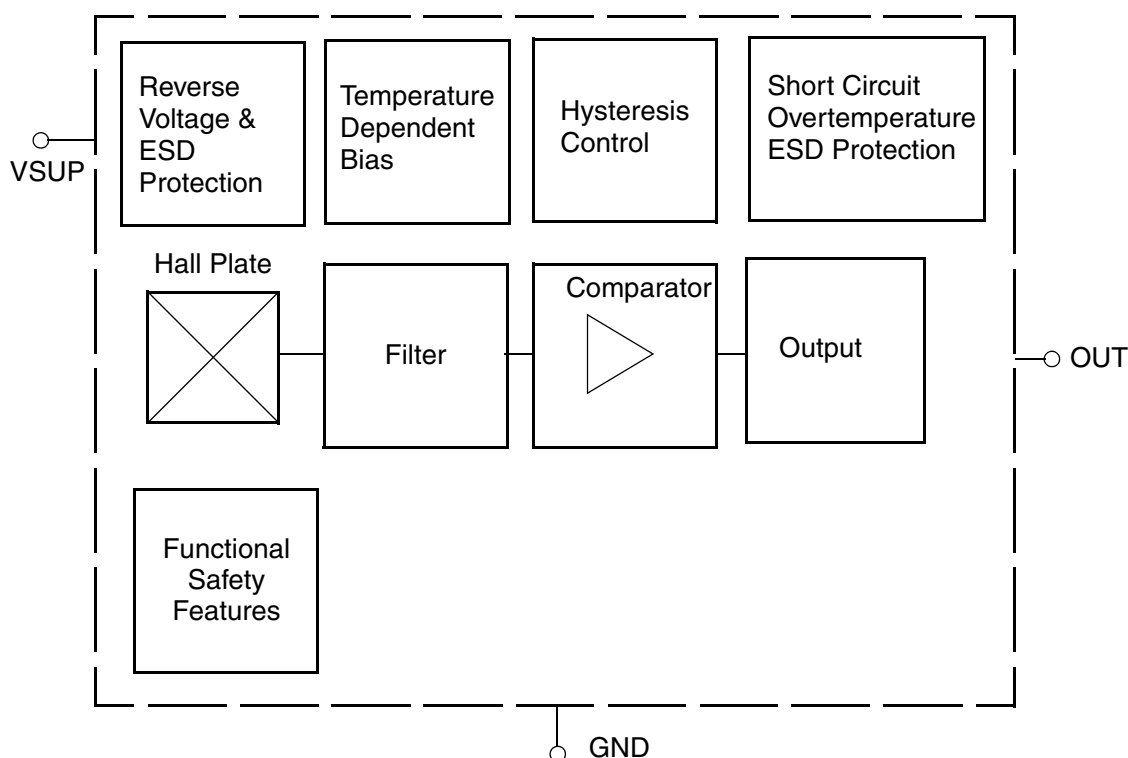 Reverse
Voltage &
ESD
Protection
Temperature
Dependent
Bias
Hysteresis
Control
Short Circuit
Overtemperature
ESD Protection
VSUP
Hall Plate
Filter
Comparator
Output
OUT
Functional
Safety
Features
GND